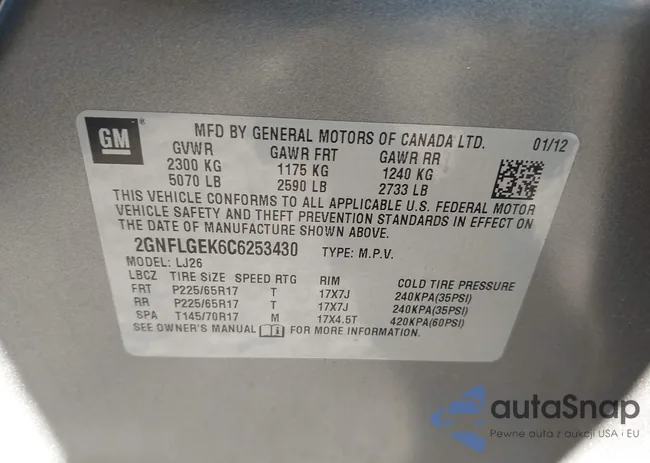 GM
MFD BY GENERAL MOTORS OF CANADA LTD. 01/12
GVWR GAWR FRT GAWR RR
2300 KG 1175 KG 1240 KG
5070 LB 2590 LB 2733 LB
THIS VEHICLE CONFORMS TO ALL APPLICABLE U.S. FEDERAL MOTOR
VEHICLE SAFETY AND THEFT PREVENTION STANDARDS IN EFFECT ON
THE DATE OF MANUFACTURE SHOWN ABOVE.
2GNFLGEK6C6253430 TYPE: M.P.V.
MODEL: LJ26
LBCZ TIRE SIZE SPEED RTG RIM COLD TIRE PRESSURE
FRT P225/65R17 T 17X7J 240KPA(35PSI)
RR P225/65R17 T 17X7J 240KPA(35PSI)
SPA T145/70R17 M 17X4.5T 420KPA(60PSI)
SEE OWNER'S MANUAL FOR MORE INFORMATION.
autaSnap
Pewne auta z aukcji USA i EU